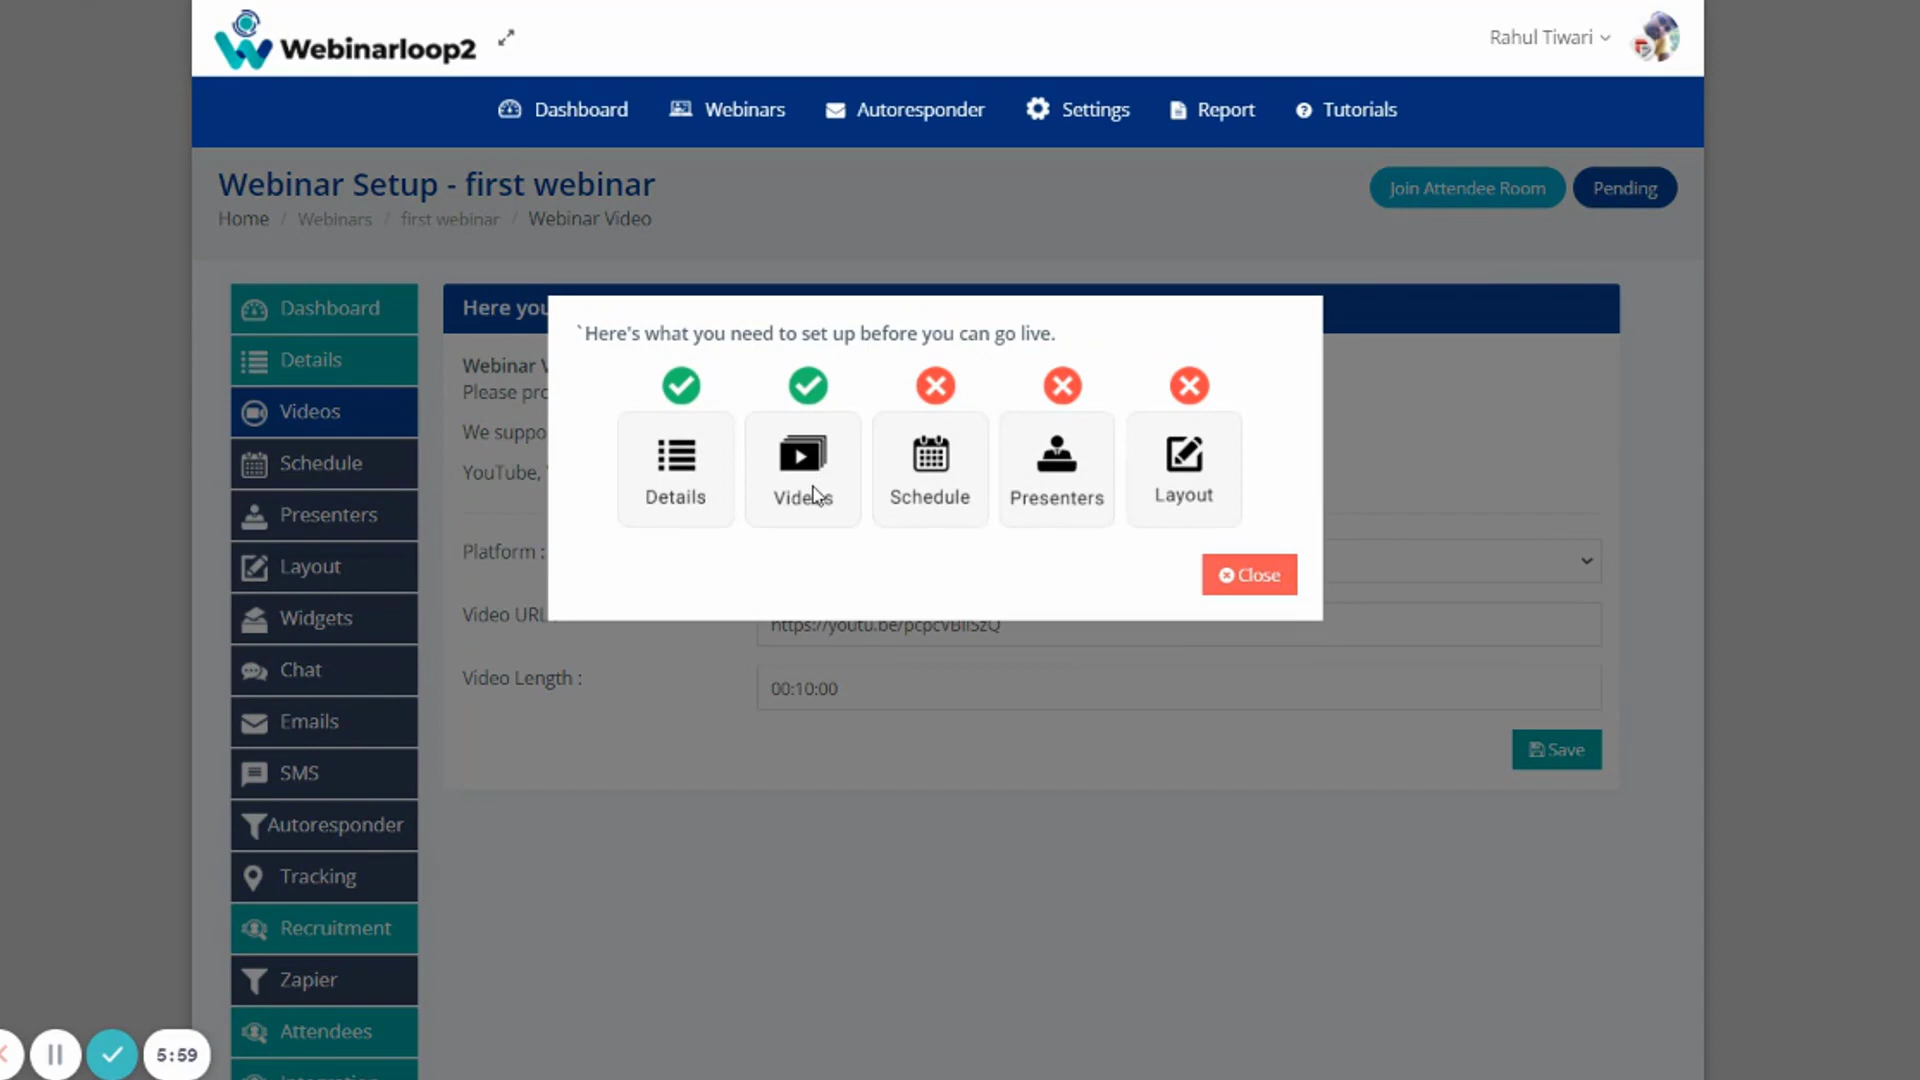 Webinarloop2
Rahul Tiwari
Dashboard
Webinars
Autoresponder
Settings
Report
Tutorials
Webinar Setup - first webinar
Join Attendee Room
Pending
Home / Webinars / first webinar / Webinar Video
Dashboard
Details
Videos
Schedule
Presenters
Layout
Widgets
Chat
Emails
SMS
Autoresponder
Tracking
Recruitment
Zapier
Attendees
Here you
Webinar V
Please pro
We suppo
YouTube,
`Here's what you need to set up before you can go live.
Details
Videos
Schedule
Presenters
Layout
Close
Platform :
Video URL
Video Length :
00:10:00
Save
5:59